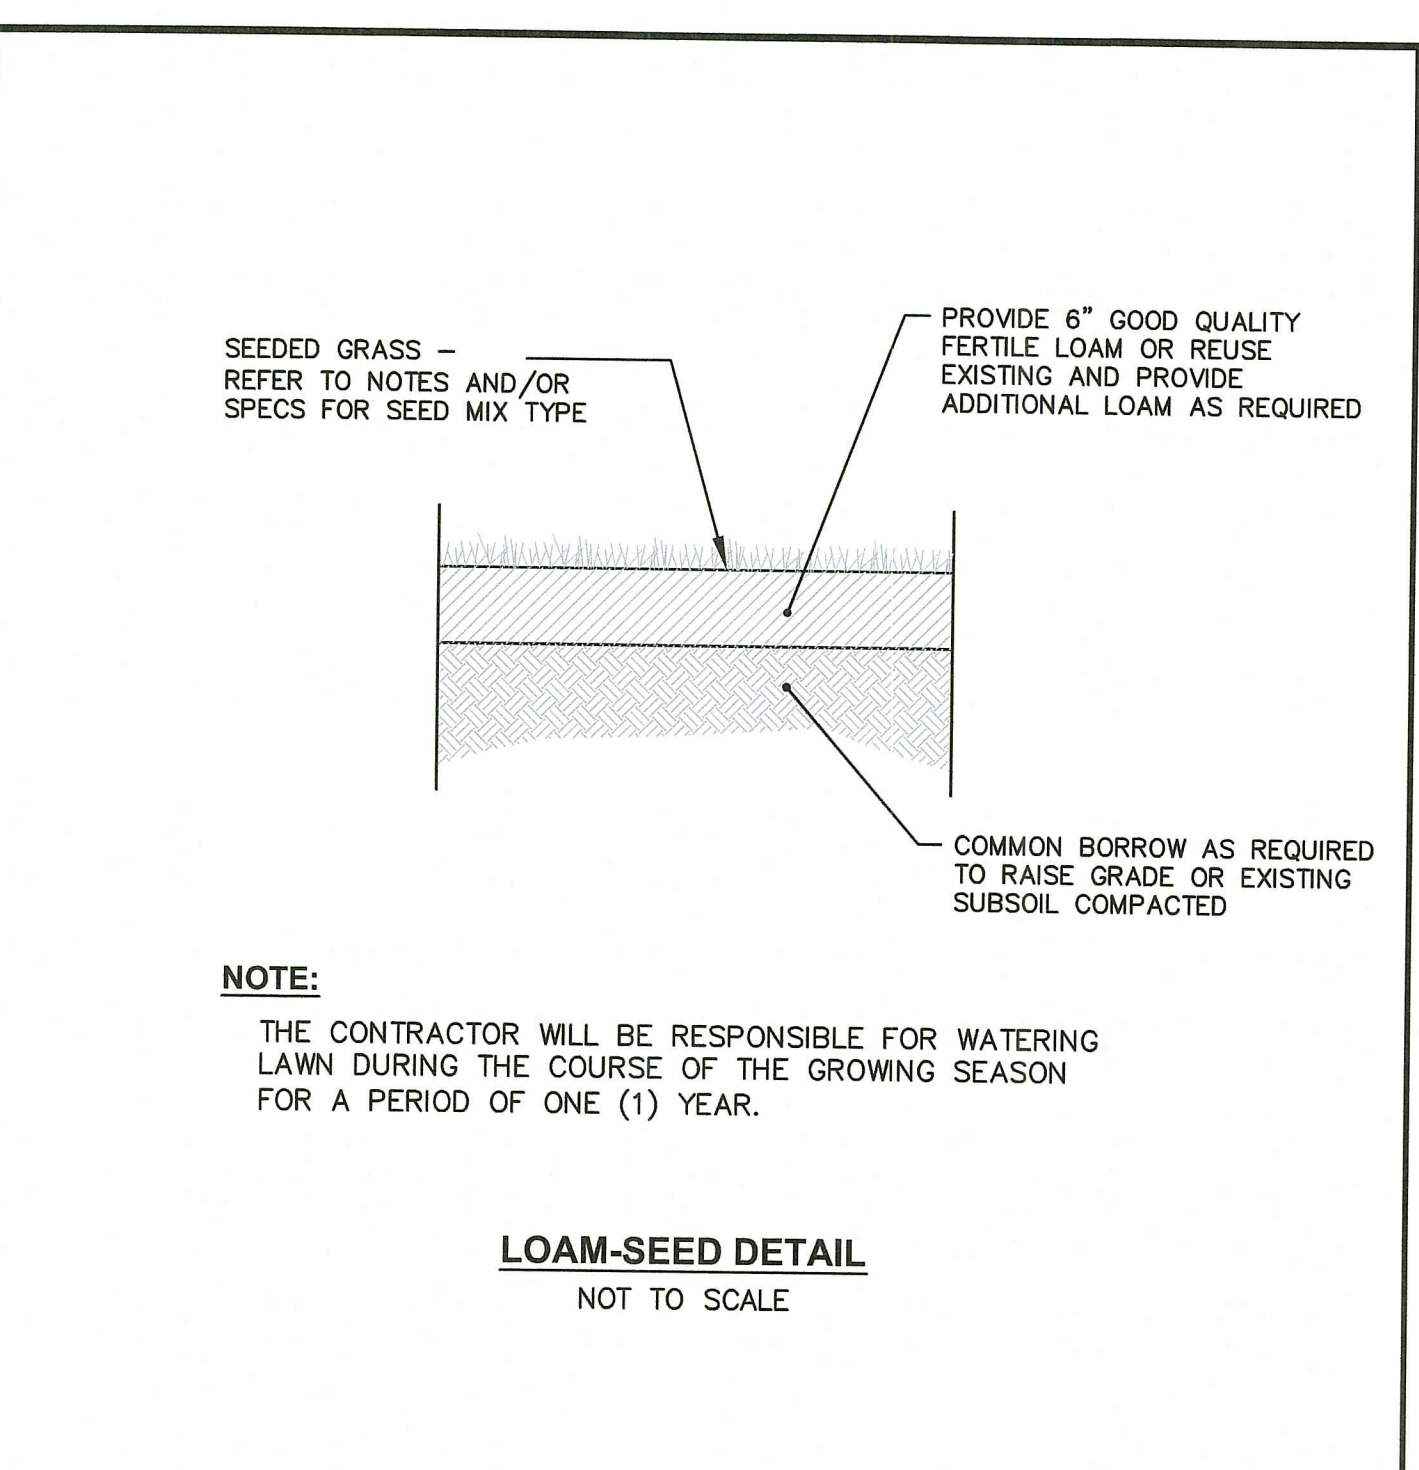 SEEDED GRASS –
REFER TO NOTES AND/OR
SPECS FOR SEED MIX TYPE
PROVIDE 6" GOOD QUALITY
FERTILE LOAM OR REUSE
EXISTING AND PROVIDE
ADDITIONAL LOAM AS REQUIRED
COMMON BORROW AS REQUIRED
TO RAISE GRADE OR EXISTING
SUBSOIL COMPACTED
NOTE:
THE CONTRACTOR WILL BE RESPONSIBLE FOR WATERING
LAWN DURING THE COURSE OF THE GROWING SEASON
FOR A PERIOD OF ONE (1) YEAR.
LOAM-SEED DETAIL
NOT TO SCALE